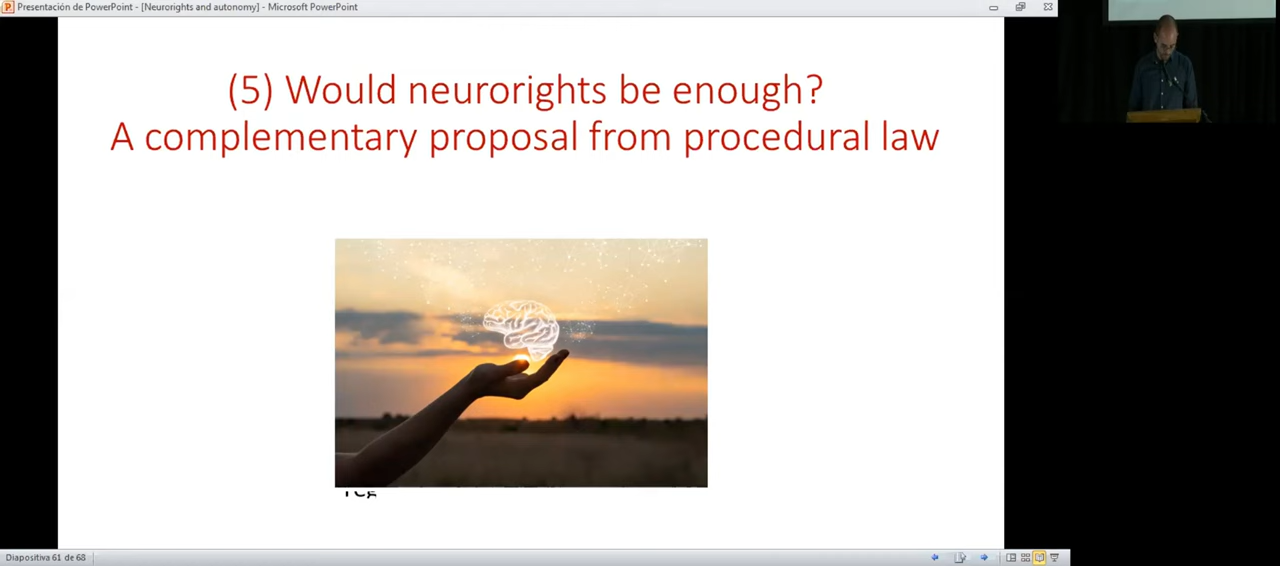 Presentación de PowerPoint - [Neurorights and autonomy] - Microsoft PowerPoint
(5) Would neurorights be enough?
A complementary proposal from procedural law
Diapositiva 61 de 68